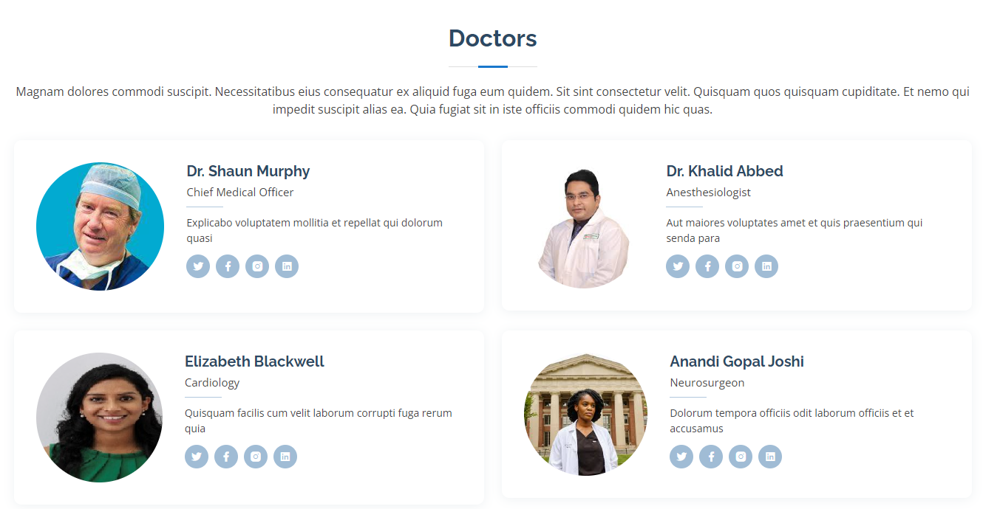 Doctors
Magnam dolores commodi suscipit. Necessitatibus eius consequatur ex aliquid fuga eum quidem. Sit sint consectetur velit. Quisquam quos quisquam cupiditate. Et nemo qui
impedit suscipit alias ea. Quia fugiat sit in iste officiis commodi quidem hic quas.
Dr. Shaun Murphy
Chief Medical Officer
Explicabo voluptatem mollitia et repellat qui dolorum
quasi
Dr. Khalid Abbed
Anesthesiologist
Aut maiores voluptates amet et quis praesentium qui
senda para
Elizabeth Blackwell
Cardiology
Quisquam facilis cum velit laborum corrupti fuga rerum
quia
Anandi Gopal Joshi
Neurosurgeon
Dolorum tempora officiis odit laborum officiis et et
accusamus